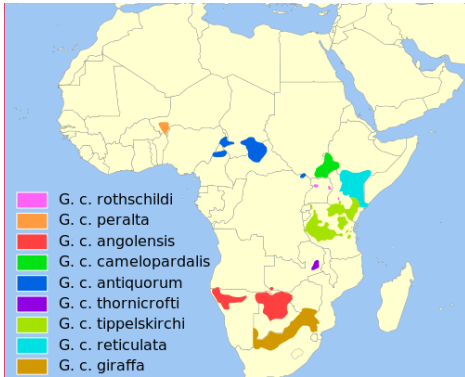 G. c. rothschildi
G. c. peralta
G. c. angolensis
G. c. camelopardalis
G. c. antiquorum
G. c. thornicrofti
G. c. tippelskirchi
G. c. reticulata
G. c. giraffa